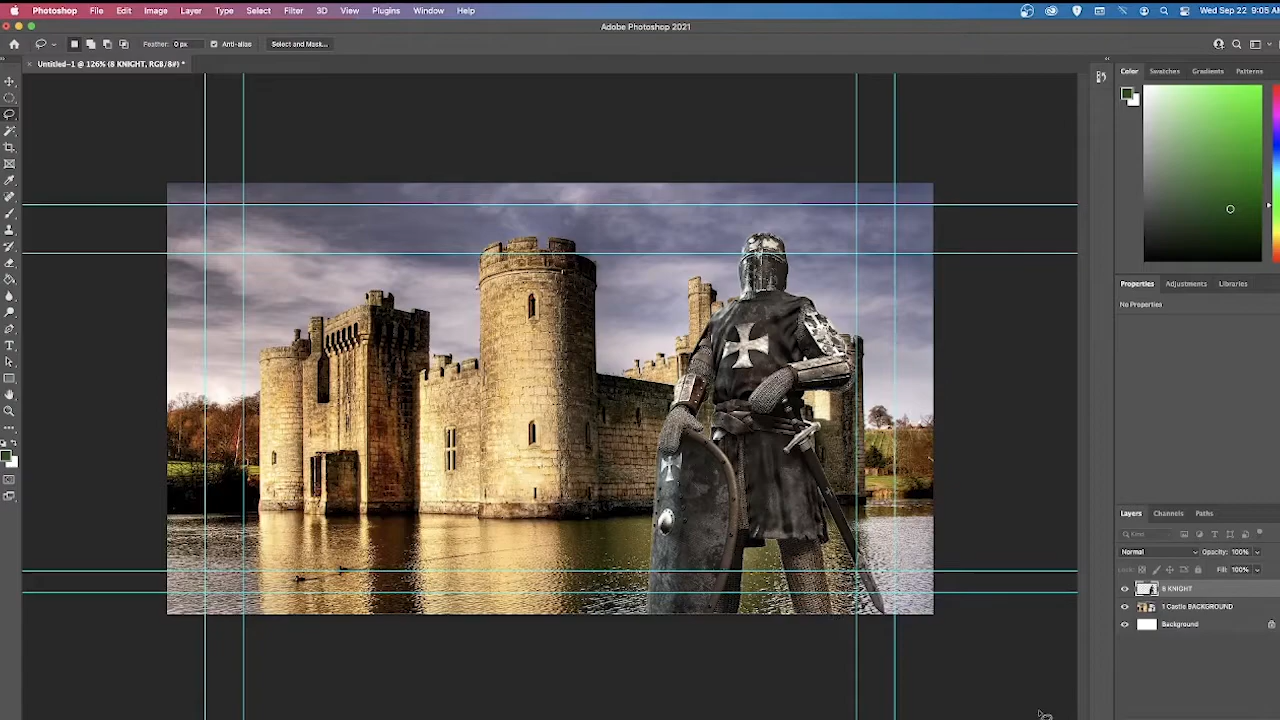 Photoshop File Edit Image Layer Type Select Filter 3D View Plugins Window Help Wed Sep 22 9:05 AM
Adobe Photoshop 2021
Feather: 0 px Anti-alias Select and Mask...
Untitled-1 @ 126% (8 KNIGHT, RGB/8#) *
Color Swatches Gradients Patterns
Properties Adjustments Libraries
No Properties
Layers Channels Paths
Kind
Normal Opacity: 100%
Lock: Fill: 100%
8 KNIGHT
1 Castle BACKGROUND
Background